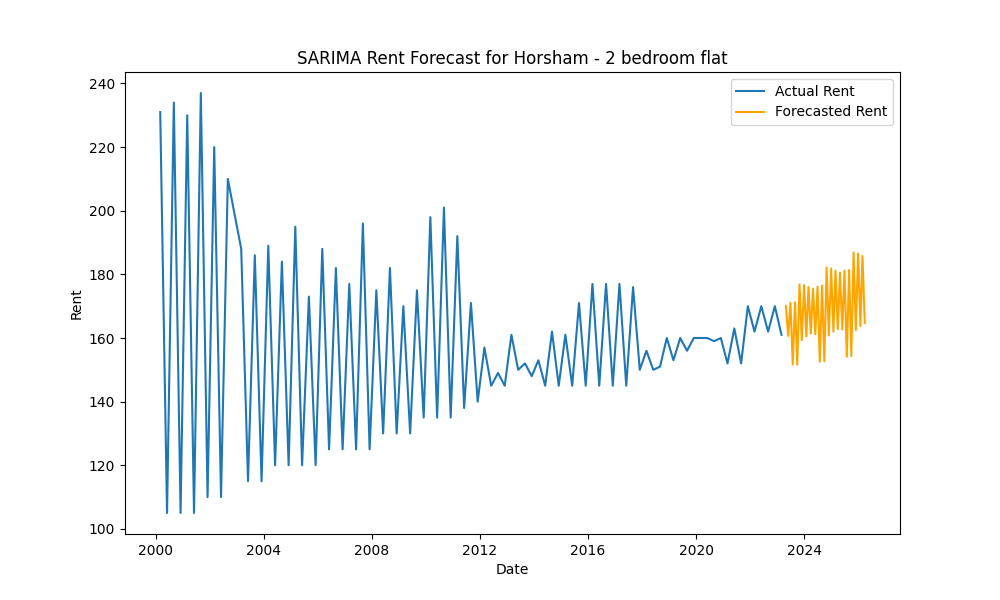 SARIMA Rent Forecast for Horsham - 2 bedroom flat
Actual Rent
Forecasted Rent
240
220
200
180
160
140
120
100
Rent
2000 2004 2008 2012 2016 2020 2024
Date